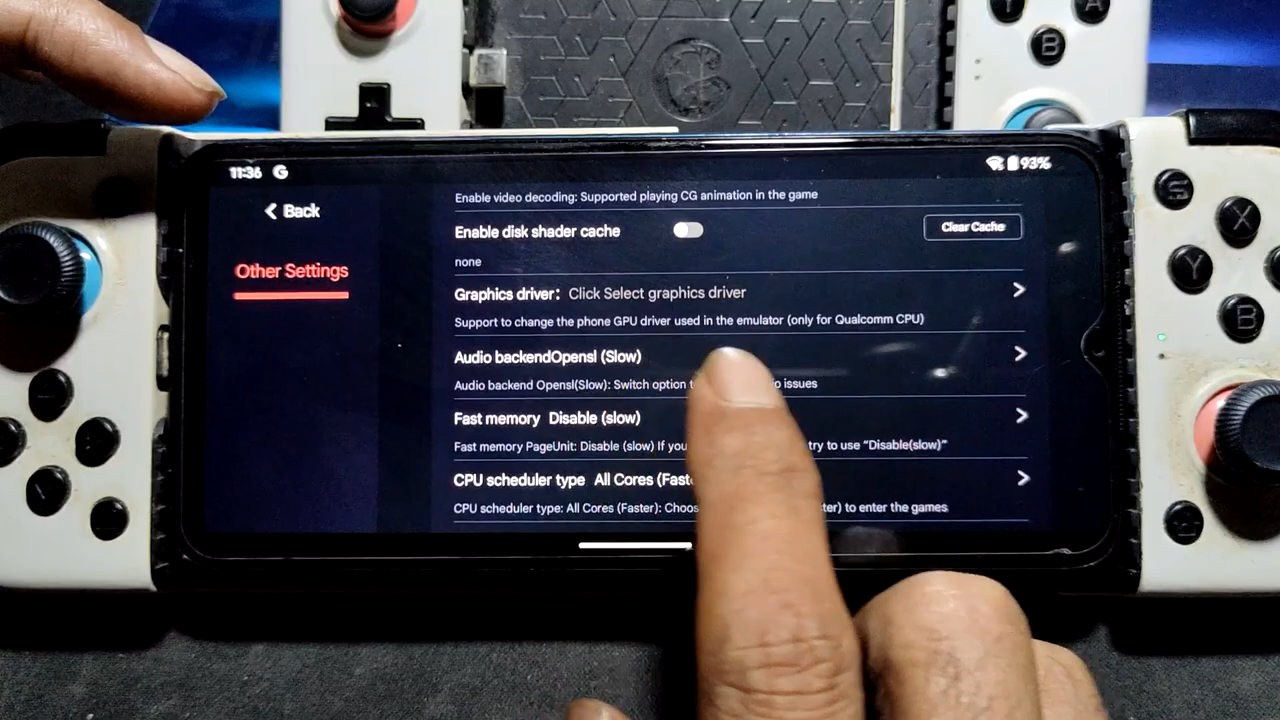 Y A
B
11:36 G 93%
Back
Other Settings
Enable video decoding: Supported playing CG animation in the game
Enable disk shader cache Clear Cache
none
Graphics driver: Click Select graphics driver
Support to change the phone GPU driver used in the emulator (only for Qualcomm CPU)
Audio backendOpensl (Slow)
Audio backend Opensl(Slow): Switch option issues
Fast memory Disable (slow)
Fast memory PageUnit: Disable (slow) If you try to use “Disable(slow)”
CPU scheduler type All Cores
CPU scheduler type: All Cores (Faster): to enter the games
S
X
Y
B